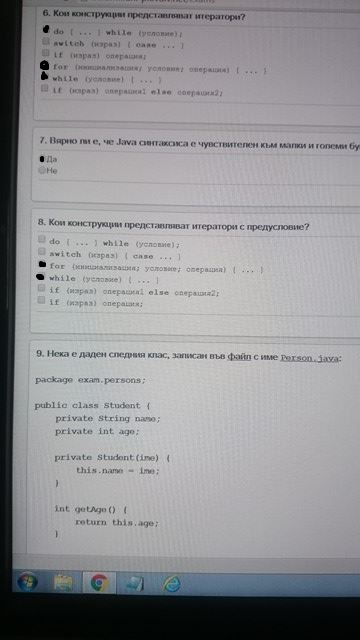 6. Кои конструкции представляват итератори?
do { ... } while (условие);
switch (израз) { case ... }
if (израз) операция;
for (инициализация; условие; операция) { ... }
while (условие) { ... }
if (израз) операция1 else операция2;
7. Вярно ли е, че Java синтаксиса е чувствителен към малки и големи
Да
Не
8. Кои конструкции представляват итератори с предусловие?
do { ... } while (условие);
switch (израз) { case ... }
for (инициализация; условие; операция) { ... }
while (условие) { ... }
if (израз) операция1 else операция2;
if (израз) операция;
9. Нека е даден следния клас, записан във файл с име Person.java:
package exam.persons;
public class Student {
private String name;
private int age;
private Student(ime) {
this.name = ime;
}
int getAge() {
return this.age;
}